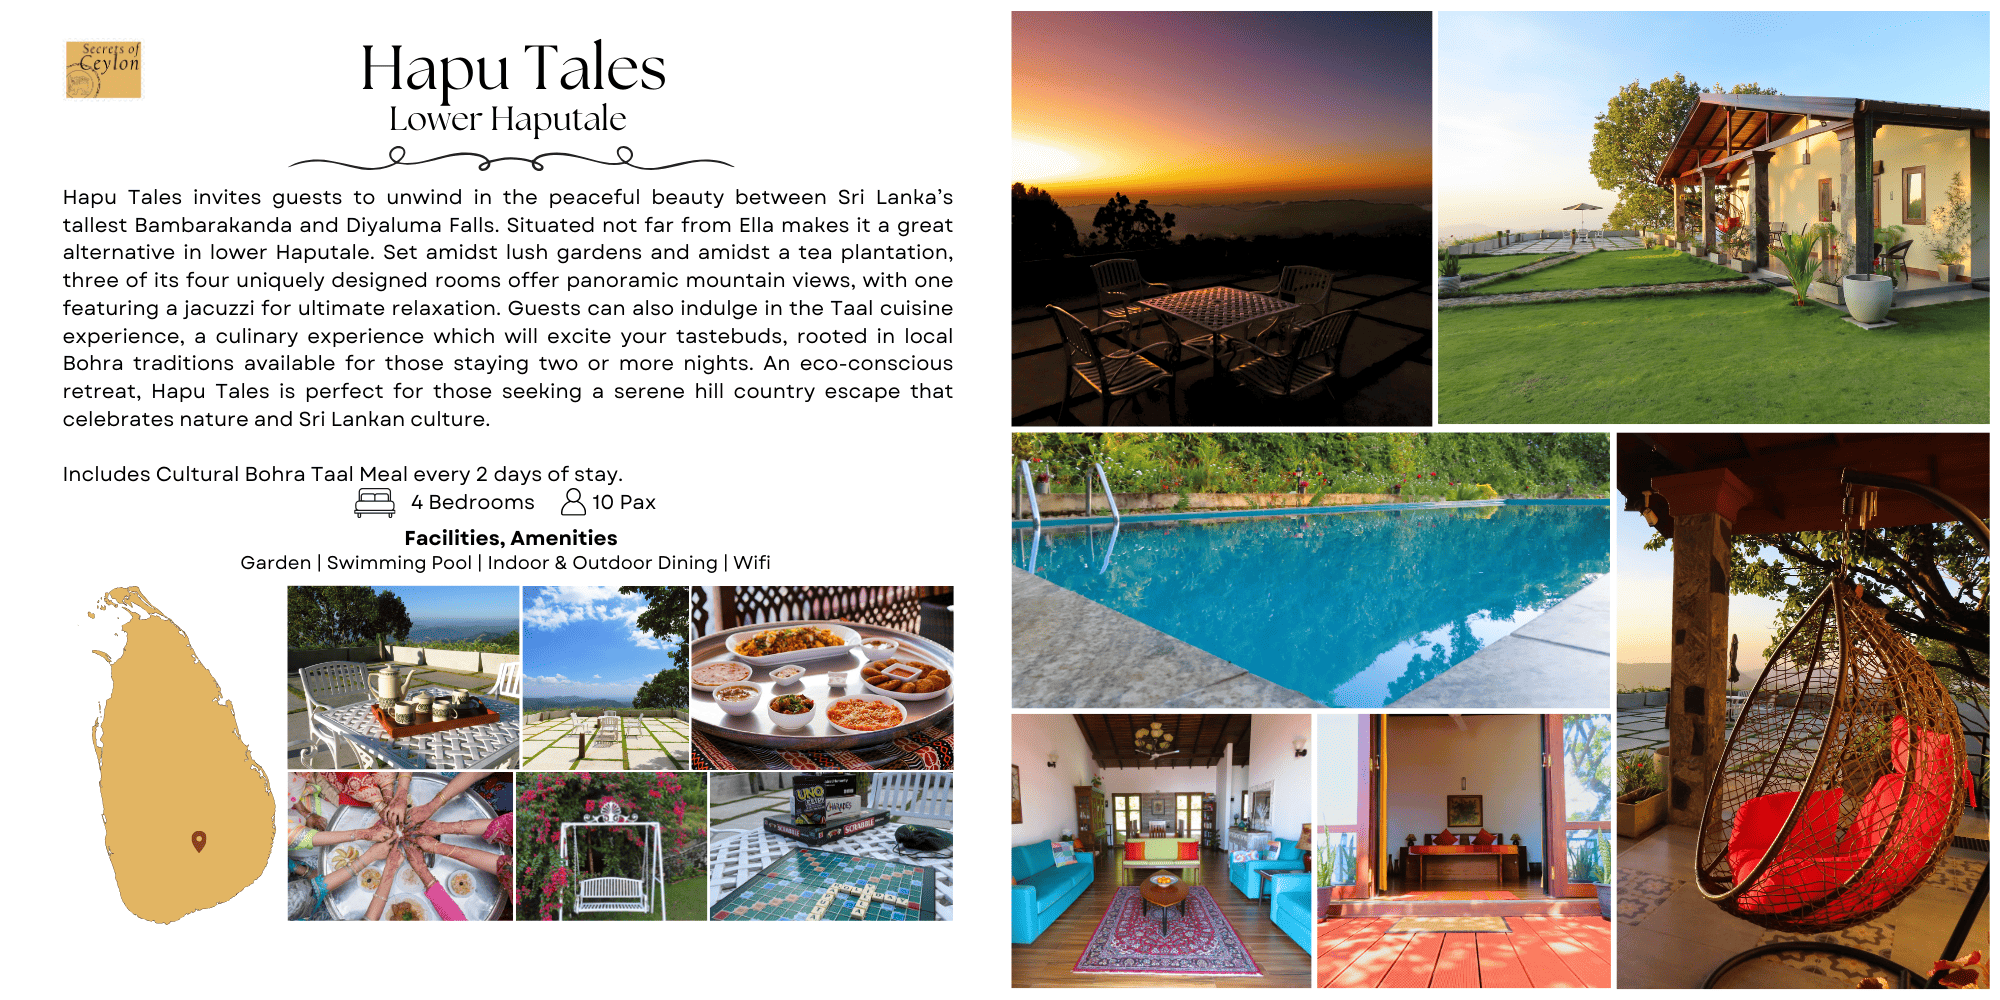 Secrets of
Ceylon
Hapu Tales
Lower Haputale
Hapu Tales invites guests to unwind in the peaceful beauty between Sri Lanka’s
tallest Bambarakanda and Diyaluma Falls. Situated not far from Ella makes it a great
alternative in lower Haputale. Set amidst lush gardens and amidst a tea plantation,
three of its four uniquely designed rooms offer panoramic mountain views, with one
featuring a jacuzzi for ultimate relaxation. Guests can also indulge in the Taal cuisine
experience, a culinary experience which will excite your tastebuds, rooted in local
Bohra traditions available for those staying two or more nights. An eco-conscious
retreat, Hapu Tales is perfect for those seeking a serene hill country escape that
celebrates nature and Sri Lankan culture.
Includes Cultural Bohra Taal Meal every 2 days of stay.
4 Bedrooms 10 Pax
Facilities, Amenities
Garden | Swimming Pool | Indoor & Outdoor Dining | Wifi
UNO
CHARADES
SCRABBLE